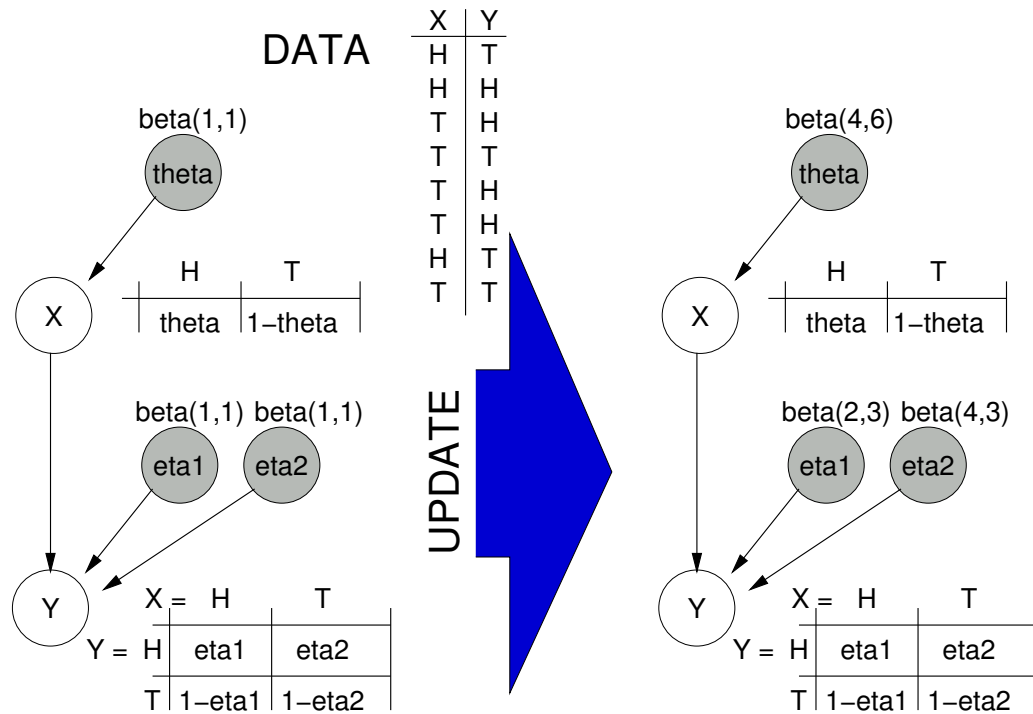 DATA
X Y
H T
H H
T H
T T
T H
T H
H T
T T
beta(1,1)
theta
H T
X
theta 1−theta
beta(1,1) beta(1,1)
eta1 eta2
Y
X = H T
Y = H eta1 eta2
T 1−eta1 1−eta2
UPDATE
beta(4,6)
theta
H T
X
theta 1−theta
beta(2,3) beta(4,3)
eta1 eta2
Y
X = H T
Y = H eta1 eta2
T 1−eta1 1−eta2